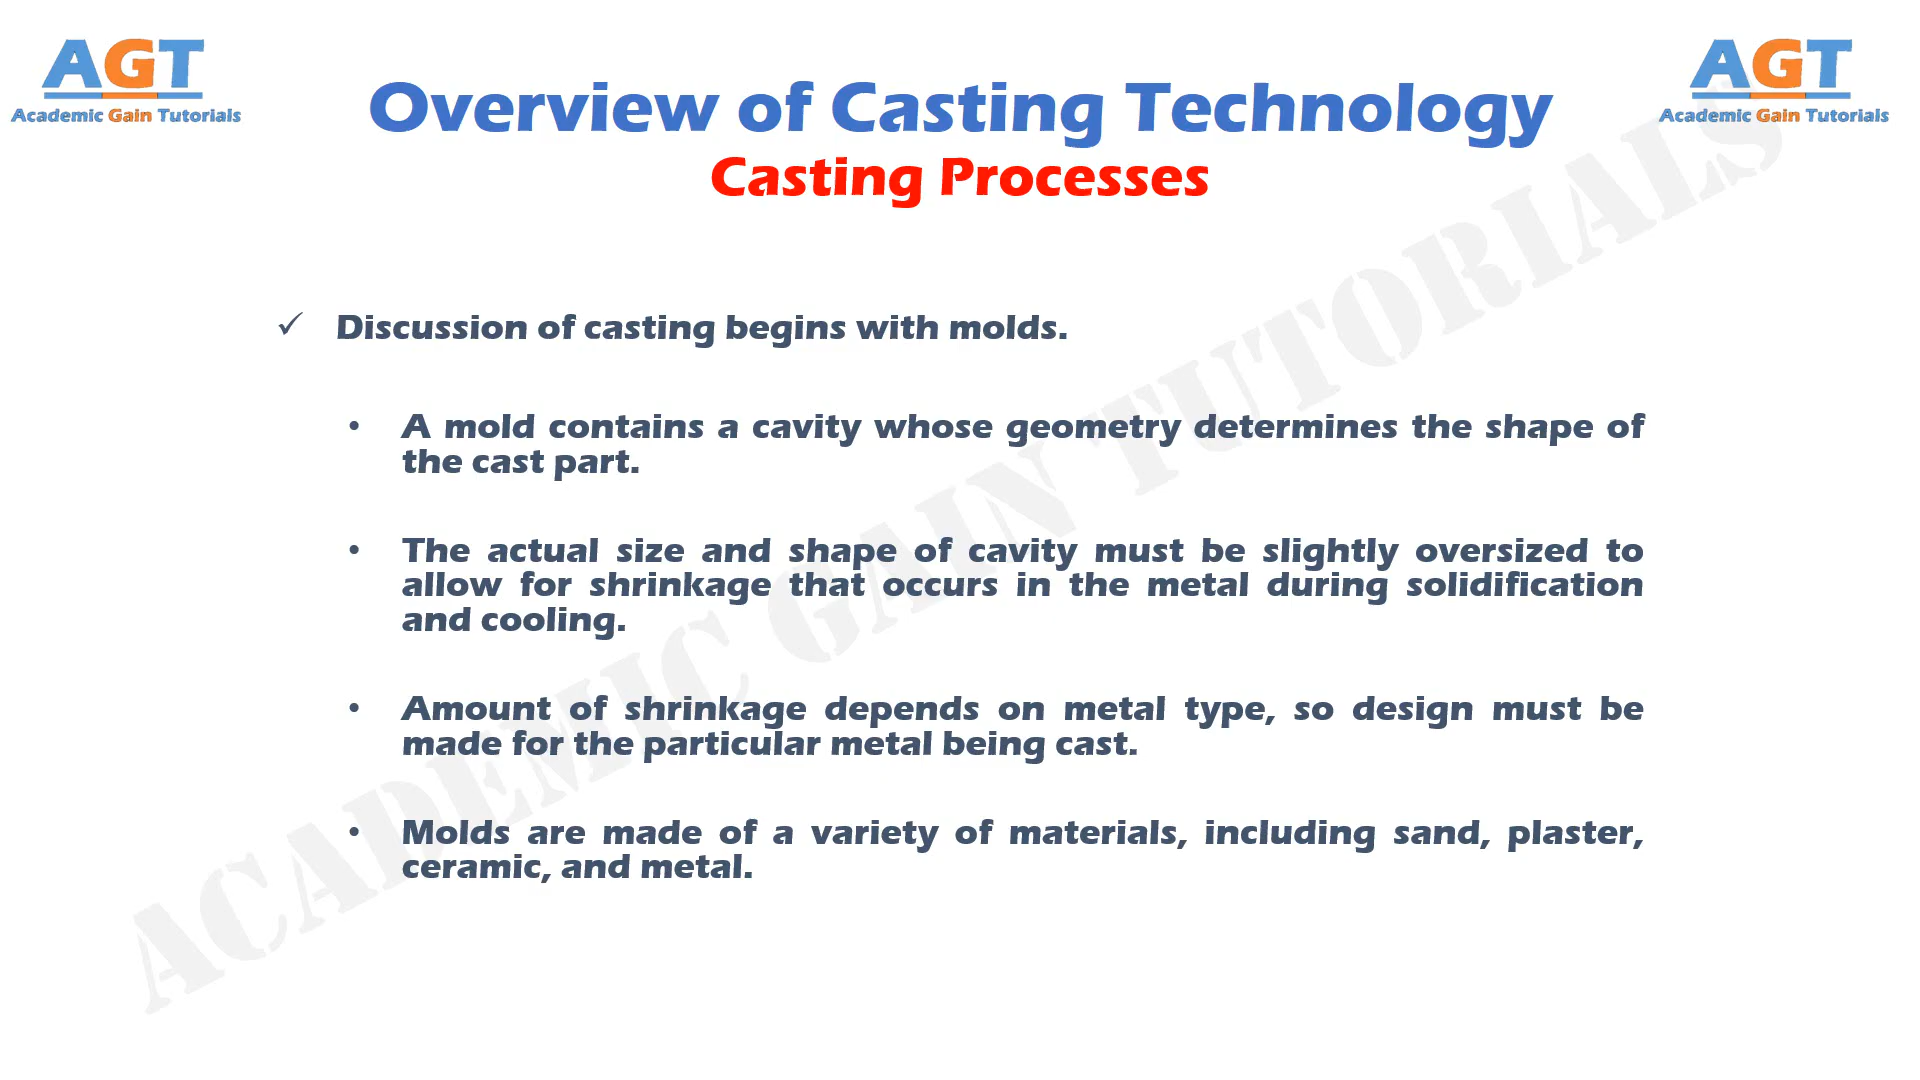 AGT
Academic Gain Tutorials
AGT
Academic Gain Tutorials
Overview of Casting Technology
Casting Processes
✓ Discussion of casting begins with molds.
• A mold contains a cavity whose geometry determines the shape of
the cast part.
• The actual size and shape of cavity must be slightly oversized to
allow for shrinkage that occurs in the metal during solidification
and cooling.
• Amount of shrinkage depends on metal type, so design must be
made for the particular metal being cast.
• Molds are made of a variety of materials, including sand, plaster,
ceramic, and metal.
ACADEMIC GAIN TUTORIALS